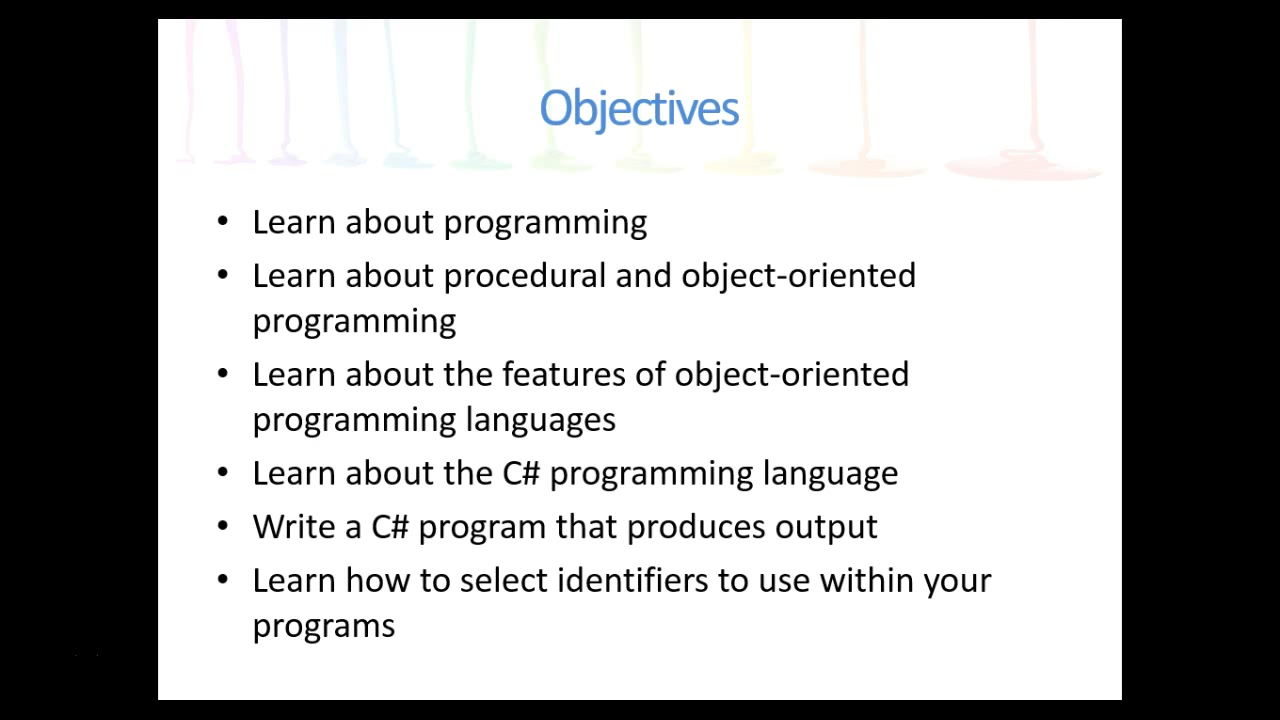 Objectives
• Learn about programming
• Learn about procedural and object-oriented
programming
• Learn about the features of object-oriented
programming languages
• Learn about the C# programming language
• Write a C# program that produces output
• Learn how to select identifiers to use within your
programs